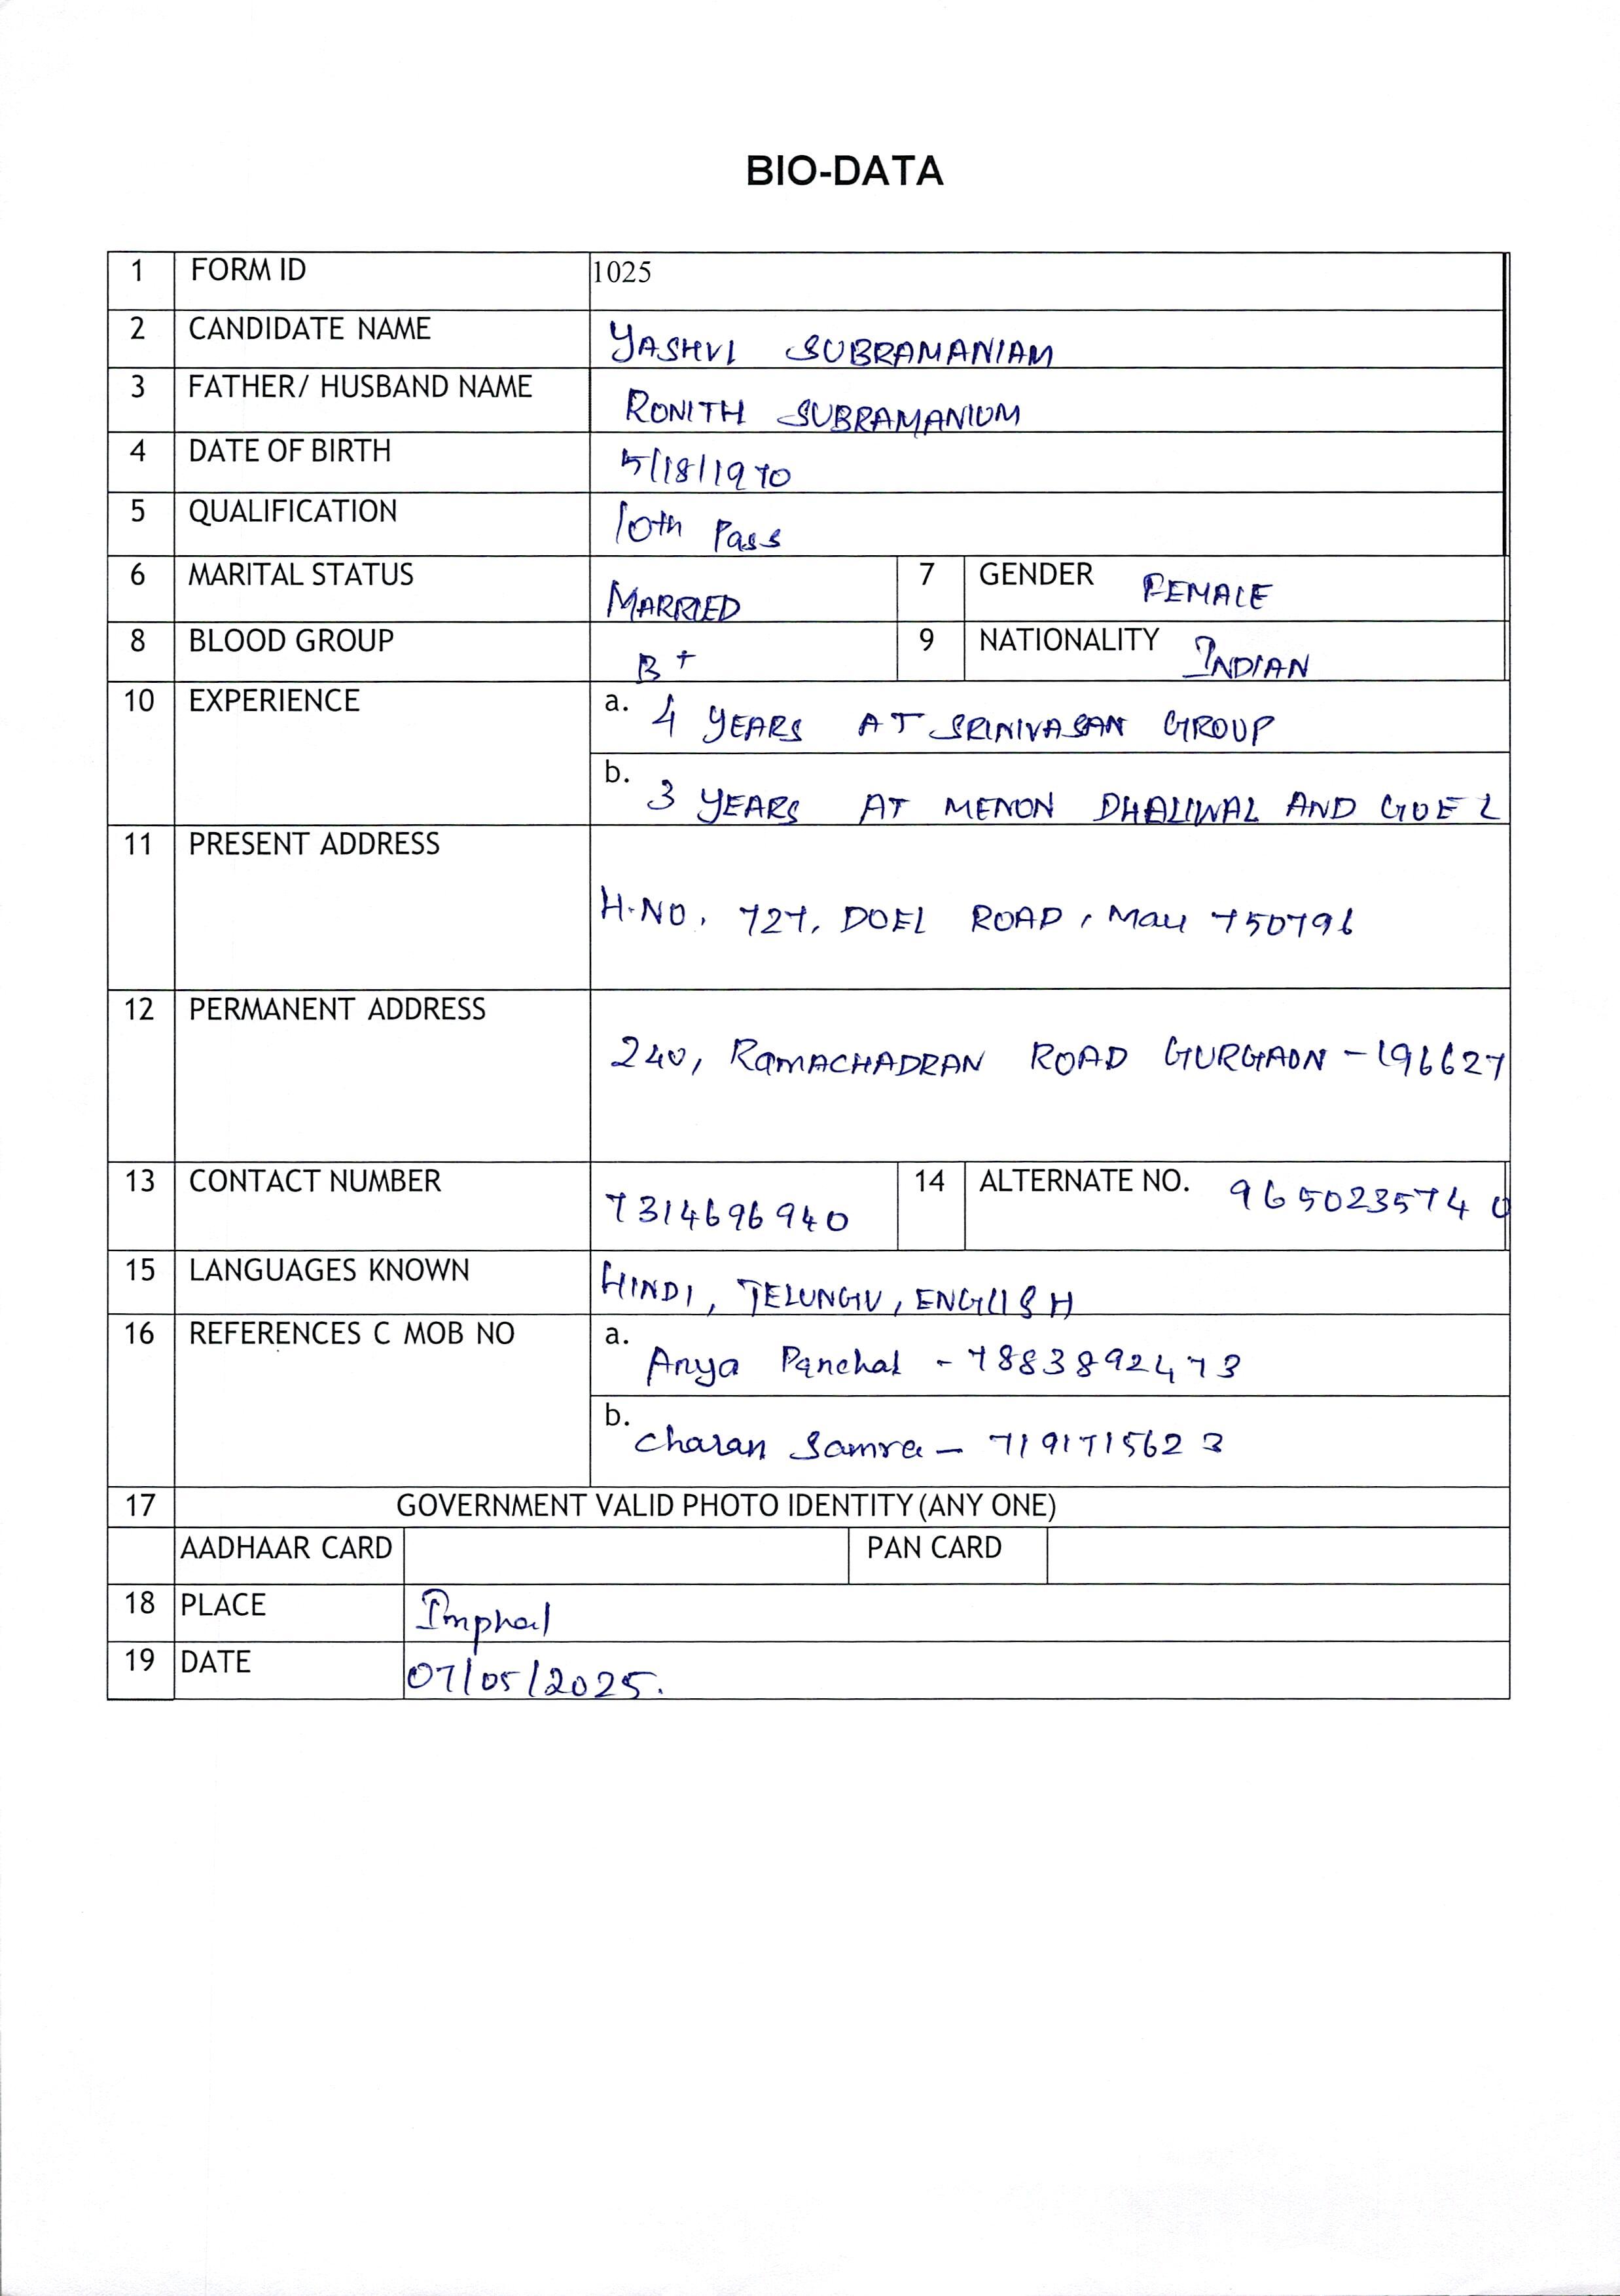 BIO-DATA
1 FORM ID 1025
2 CANDIDATE NAME YASHVI SUBRAMANIAM
3 FATHER/ HUSBAND NAME RONITH SUBRAMANIUM
4 DATE OF BIRTH 5/18/1970
5 QUALIFICATION 10th Pass
6 MARITAL STATUS MARRIED 7 GENDER FEMALE
8 BLOOD GROUP B+ 9 NATIONALITY INDIAN
10 EXPERIENCE a. 4 YEARS AT SRINIVASAN GROUP
b. 3 YEARS AT MENON DHALIWAL AND GOEL
11 PRESENT ADDRESS
H.NO. 727, DOEL ROAD, Mau 750796
12 PERMANENT ADDRESS
240, RAMACHADRAN ROAD GURGAON - 196627
13 CONTACT NUMBER 7314696940 14 ALTERNATE NO. 9650235740
15 LANGUAGES KNOWN HINDI, TELUNGU, ENGLISH
16 REFERENCES C MOB NO a. Anya Panchal - 7883892473
b. Charan Samra - 7191715623
17 GOVERNMENT VALID PHOTO IDENTITY (ANY ONE)
AADHAAR CARD PAN CARD
18 PLACE Imphal
19 DATE 07/05/2025.